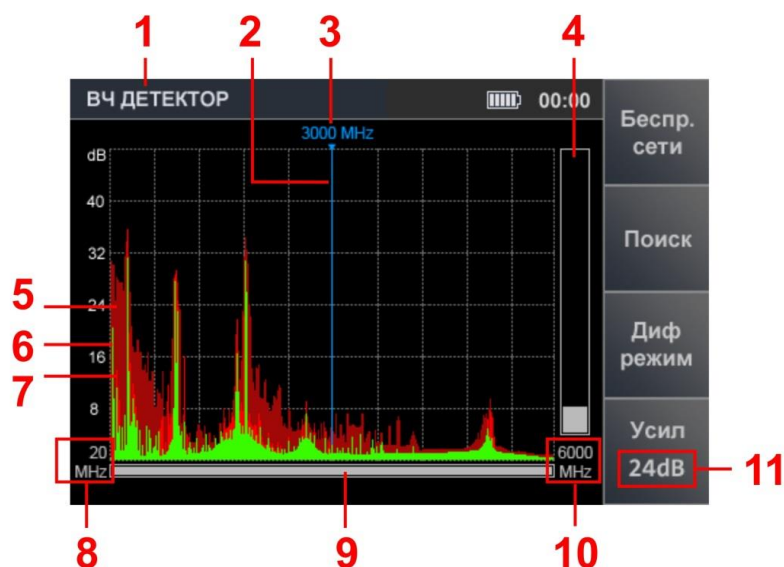 1 2 3 4
ВЧ ДЕТЕКТОР 00:00
3000 MHz
dB
40
32
24
16
8
20
MHz
6000
MHz
Беспр.
сети
Поиск
Диф
режим
Усил
24dB
5
6
7
11
8 9 10